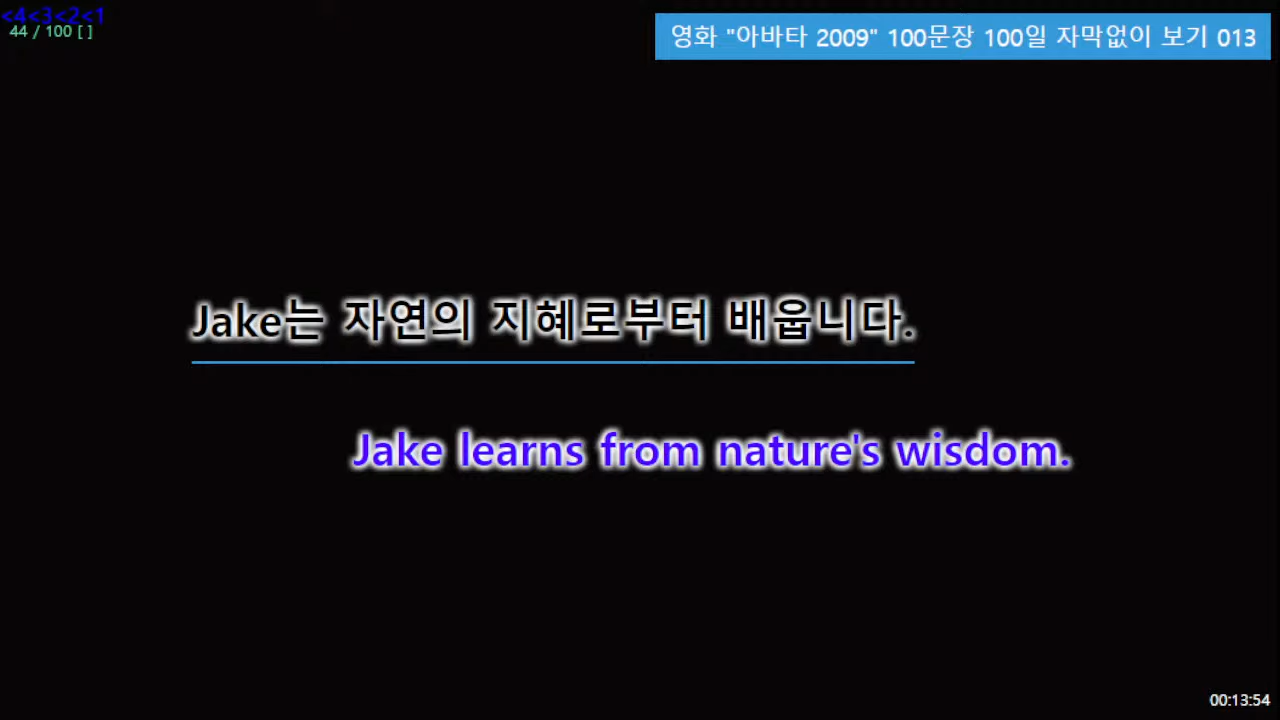 <4<3<2<1
44 / 100 [ ]
영화 "아바타 2009" 100문장 100일 자막없이 보기 013
Jake는 자연의 지혜로부터 배웁니다.
Jake learns from nature's wisdom.
00:13:54